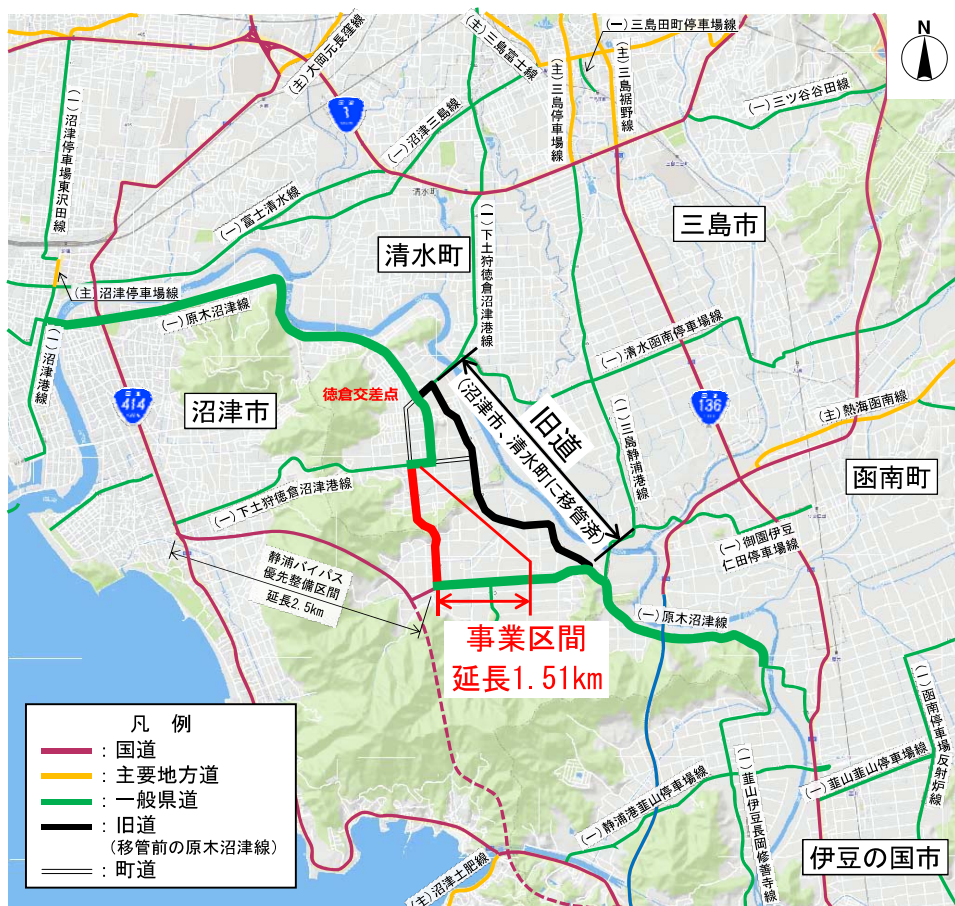 (一)三島田町停車場線
N
(主)大岡元長窪線
(主)三島富士線
(主)三島裾野線
(主)三島停車場線
(一)三ツ谷谷田線
(一)沼津停車場東沢田線
1
(一)沼津三島線
(一)富士清水線
清水町
三島市
(一)下土狩徳倉沼津港線
(主)沼津停車場線
(一)原木沼津線
(一)清水函南停車場線
(一)沼津港線
徳倉交差点
旧道
(沼津市、清水町に移管済)
414
136
沼津市
(主)熱海函南線
(一)三島静浦港線
函南町
(一)下土狩徳倉沼津港線
(一)御園伊豆
仁田停車場線
静浦バイパス
優先整備区間
延長2.5km
(一)原木沼津線
事業区間
延長1.51km
(一)函南停車場反射炉線
凡 例
:国道
:主要地方道
:一般県道
:旧道
(移管前の原木沼津線)
:町道
(一)静浦港韮山停車場線
(一)韮山伊豆長岡修善寺線
(一)韮山韮山停車場線
伊豆の国市
(主)沼津土肥線